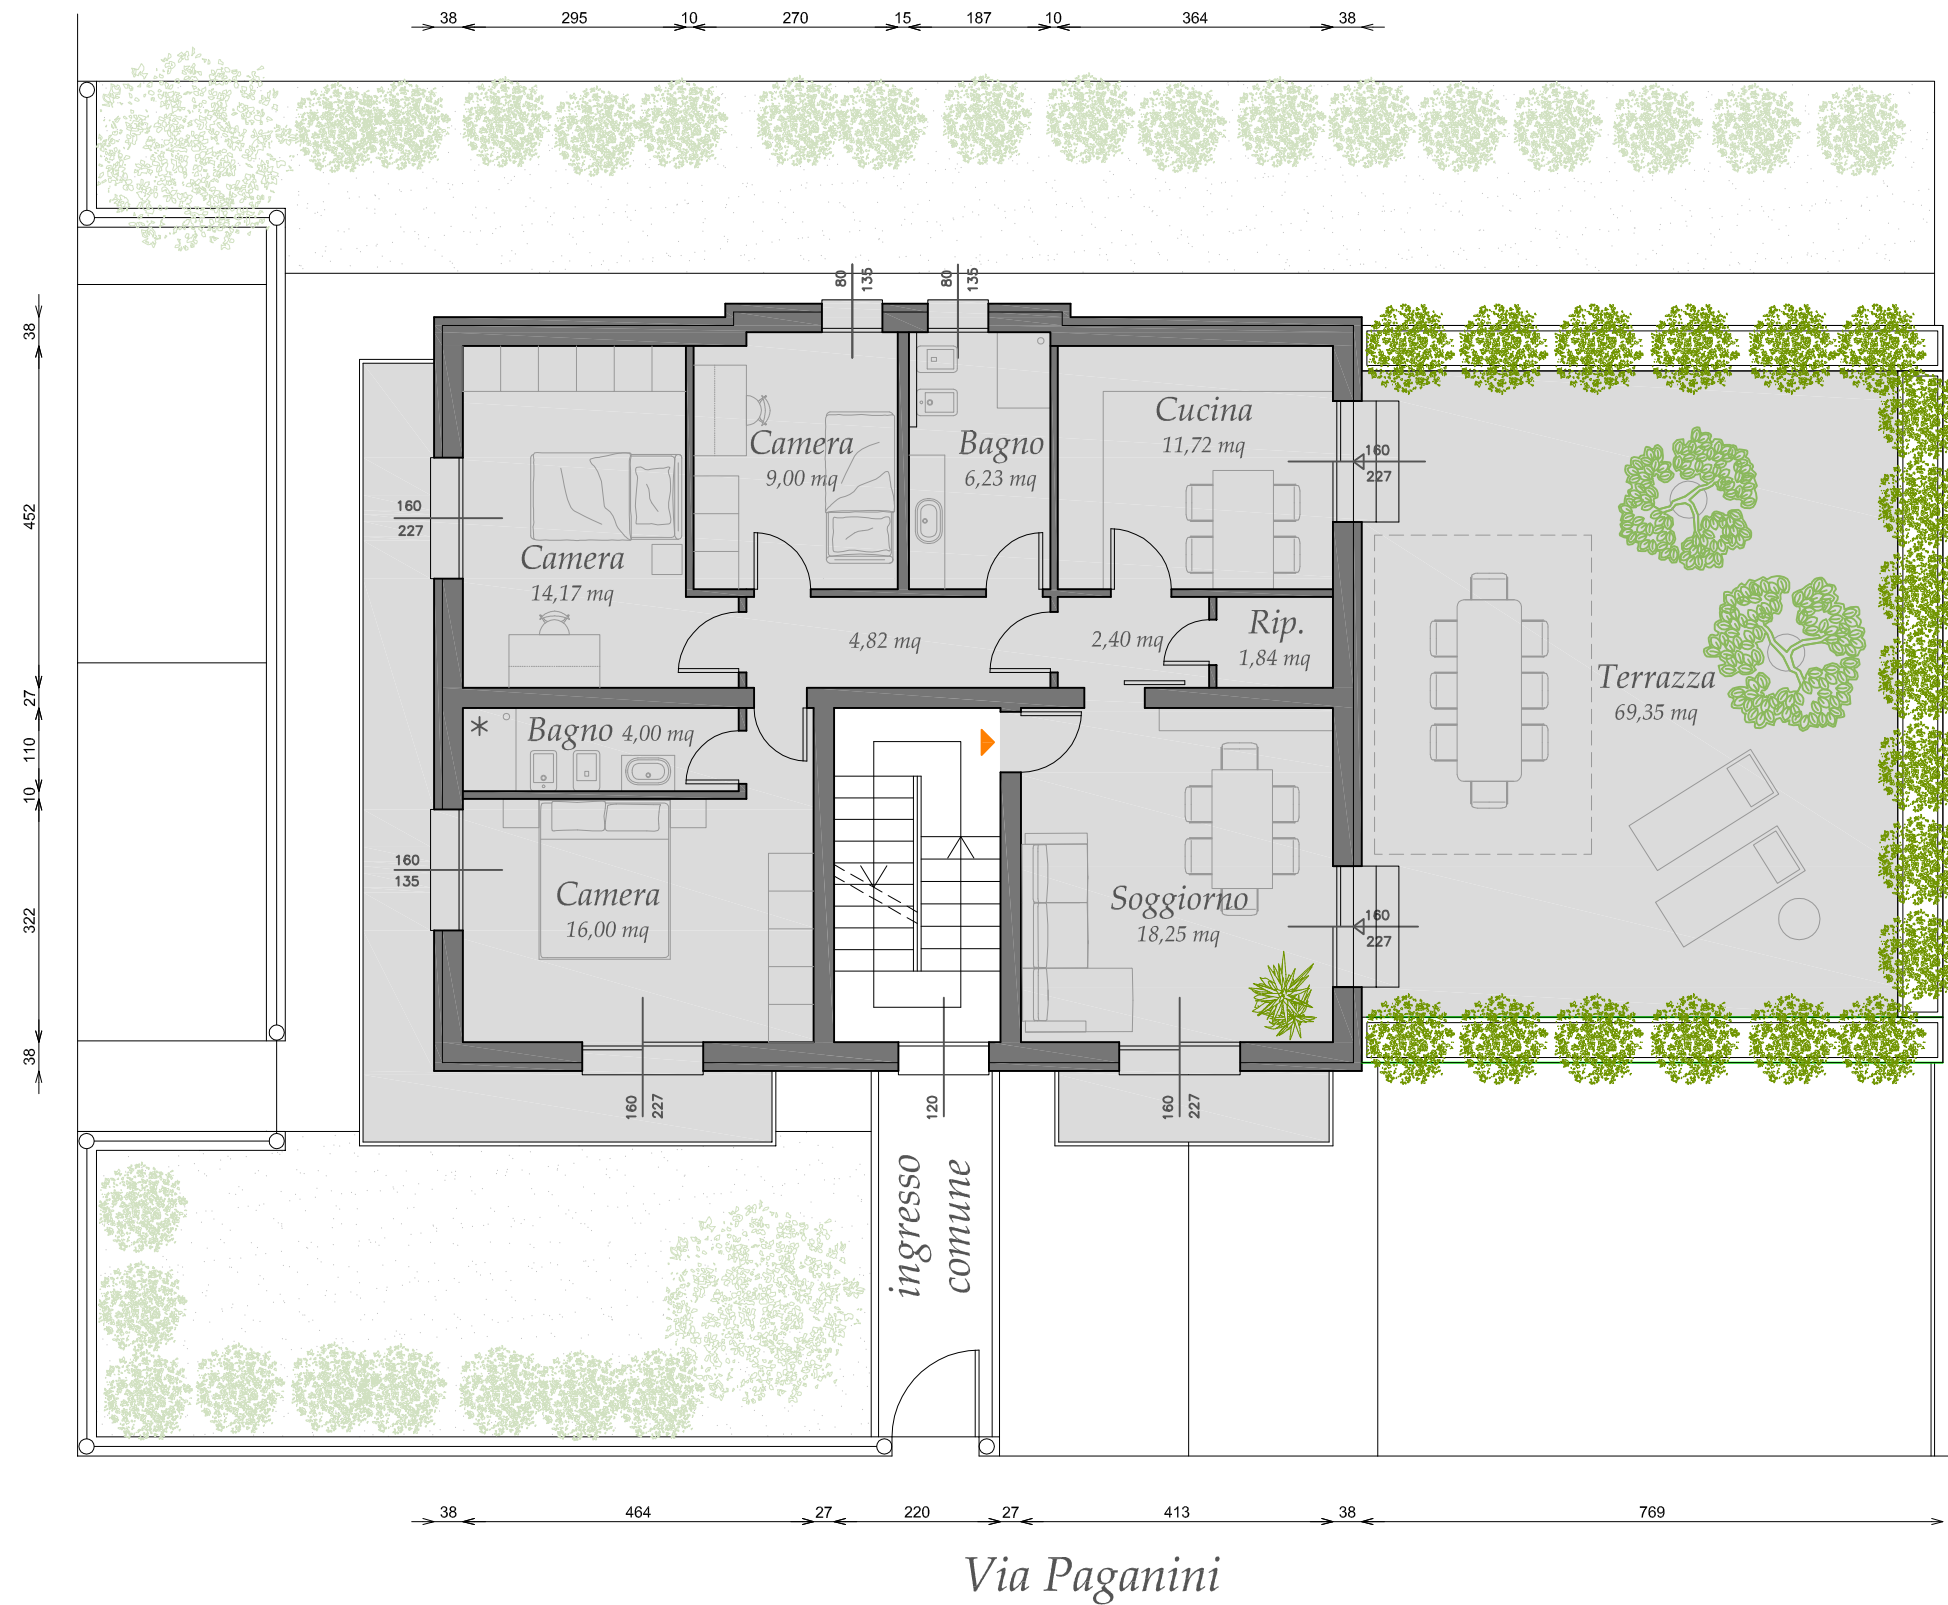 38 295 10 270 15 187 10 364 38
80
135
80
135
38
452
27
110
10
322
38
Camera
14,17 mq
Camera
9,00 mq
Bagno
6,23 mq
Cucina
11,72 mq
160
227
160
227
4,82 mq
2,40 mq
Rip.
1,84 mq
Terrazza
69,35 mq
*
Bagno 4,00 mq
160
135
Camera
16,00 mq
Soggiorno
18,25 mq
160
227
160
227
120
160
227
ingresso
comune
38 464 27 220 27 413 38 769
Via Paganini